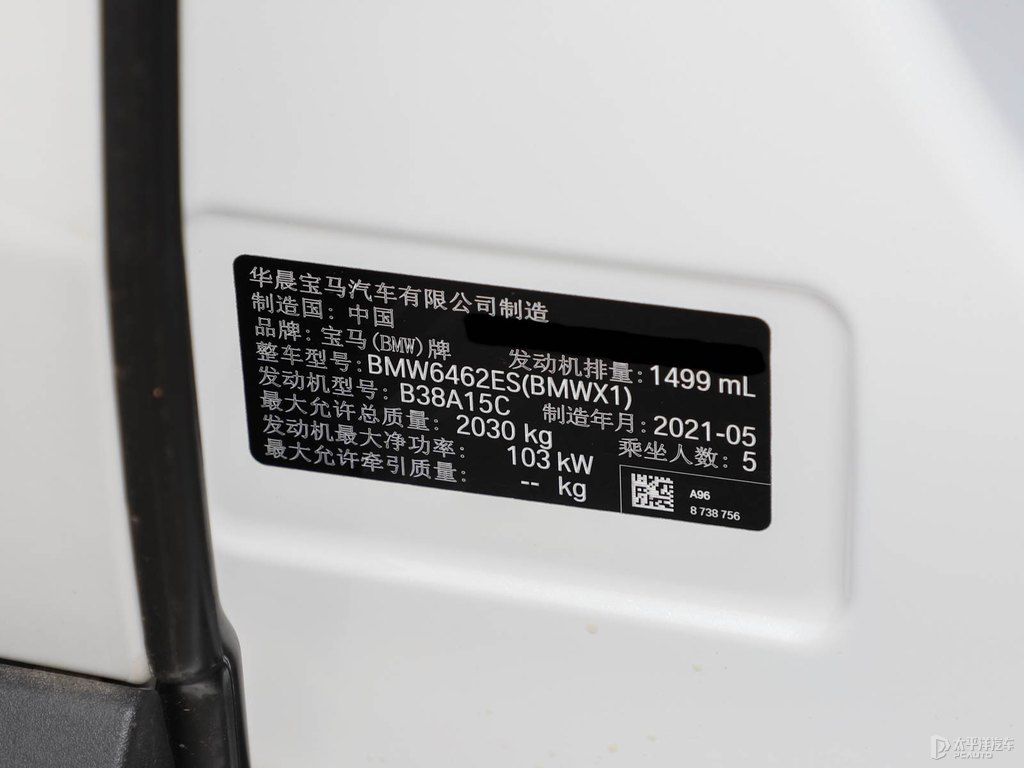 华晨宝马汽车有限公司制造
制造国：中国
品牌：宝马(BMW)牌 发动机排量：1499 mL
整车型号：BMW6462ES(BMWX1)
发动机型号：B38A15C 制造年月：2021-05
最大允许总质量：2030 kg 乘坐人数：5
发动机最大净功率：103 kW
最大允许牵引质量：-- kg
A96
8 738 756
太平洋汽车
PCAUTO